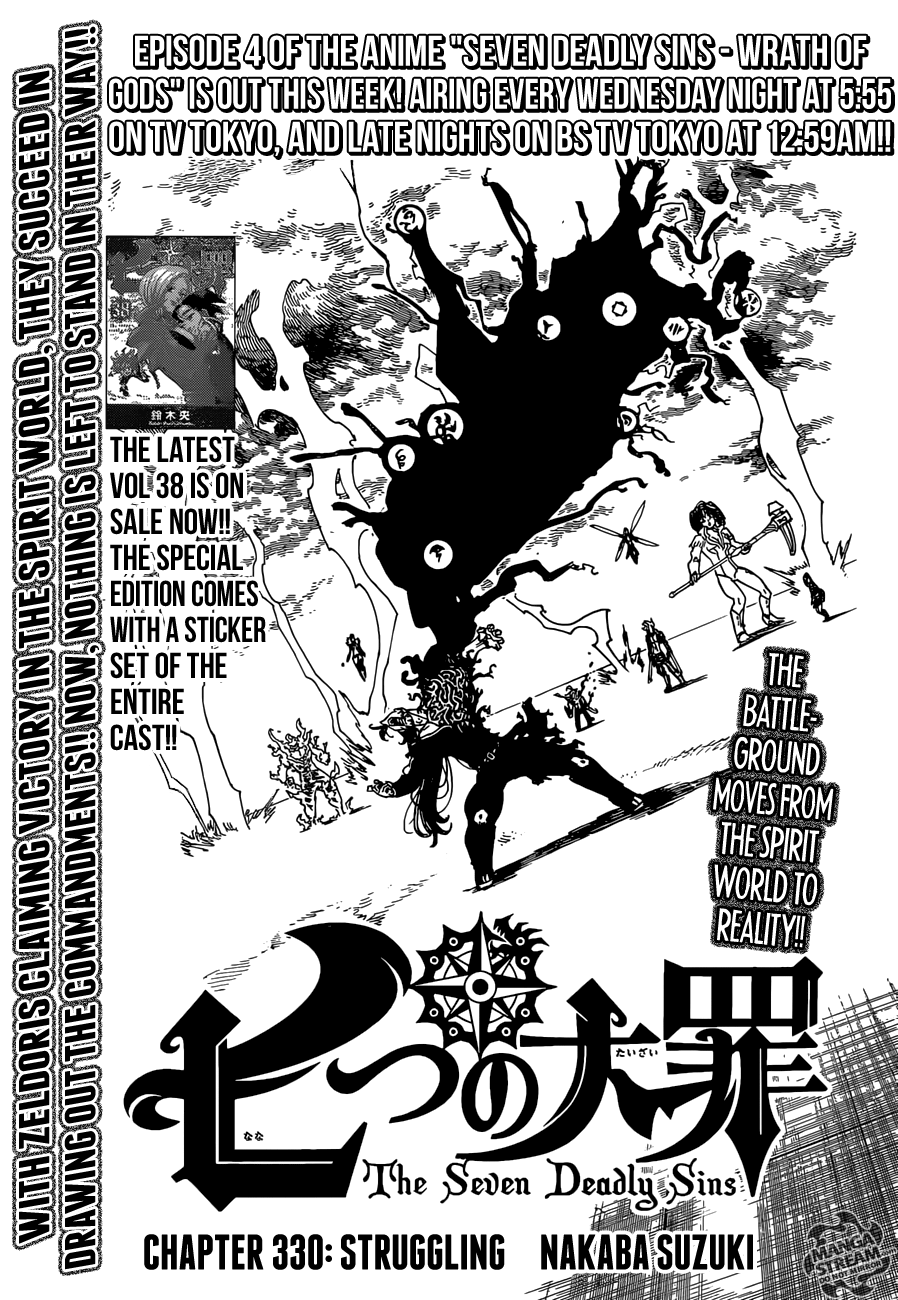 EPISODE 4 OF THE ANIME "SEVEN DEADLY SINS - WRATH OF
GODS" IS OUT THIS WEEK! AIRING EVERY WEDNESDAY NIGHT AT 5:55
ON TV TOKYO, AND LATE NIGHTS ON BS TV TOKYO AT 12:59AM!!
WITH ZELDORIS CLAIMING VICTORY IN THE SPIRIT WORLD, THEY SUCCEED IN
DRAWING OUT THE COMMANDMENTS!! NOW, NOTHING IS LEFT TO STAND IN THEIR WAY!!
鈴木央
THE LATEST
VOL 38 IS ON
SALE NOW!!
THE SPECIAL
EDITION COMES
WITH A STICKER
SET OF THE
ENTIRE
CAST!!
THE
BATTLE-
GROUND
MOVES FROM
THE SPIRIT
WORLD TO
REALITY!!
七つの大罪
なな
たいざい
The Seven Deadly Sins
CHAPTER 330: STRUGGLING NAKABA SUZUKI
MANGA
STREAM